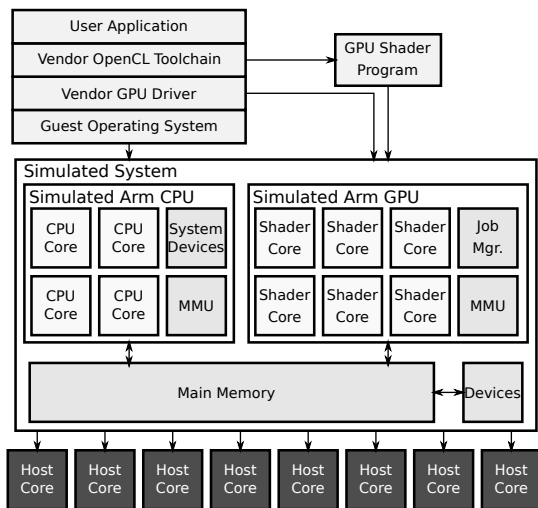 User Application
Vendor OpenCL Toolchain
Vendor GPU Driver
Guest Operating System
GPU Shader
Program
Simulated System
Simulated Arm CPU
CPU
Core
CPU
Core
System
Devices
CPU
Core
CPU
Core
MMU
Simulated Arm GPU
Shader
Core
Shader
Core
Shader
Core
Job
Mgr.
Shader
Core
Shader
Core
Shader
Core
MMU
Main Memory
Devices
Host
Core
Host
Core
Host
Core
Host
Core
Host
Core
Host
Core
Host
Core
Host
Core